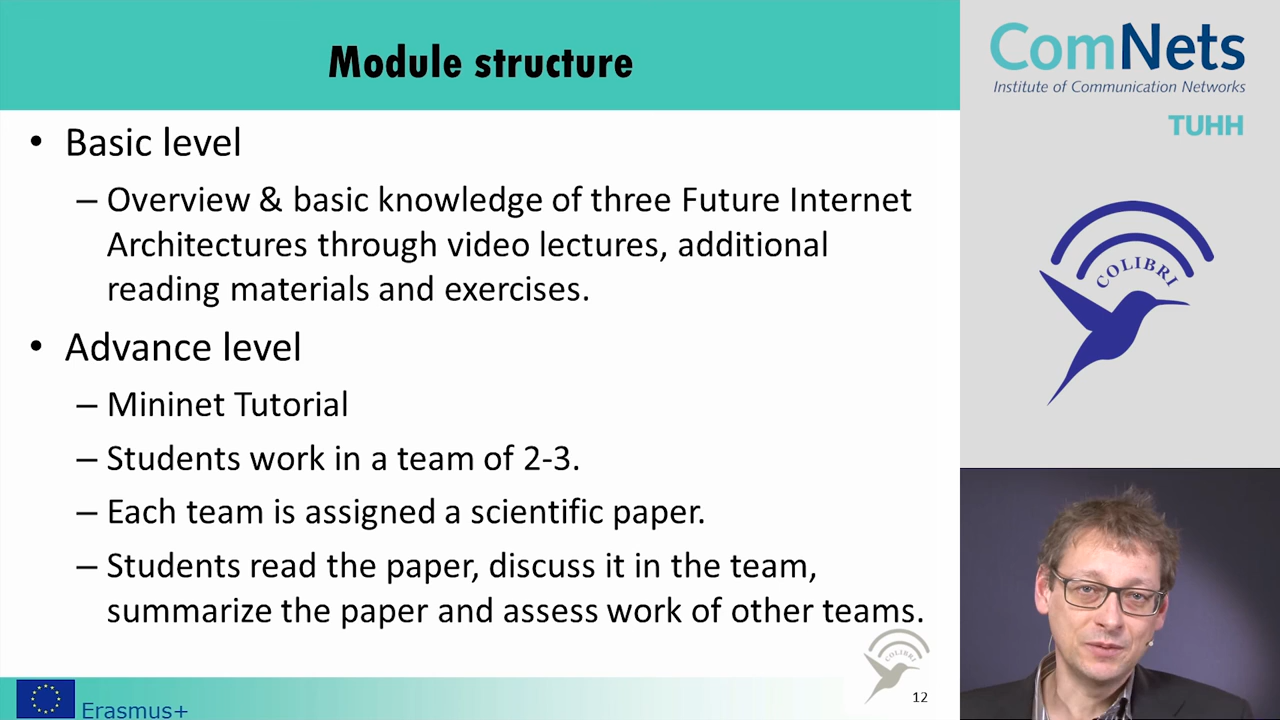 Module structure
• Basic level
– Overview & basic knowledge of three Future Internet
Architectures through video lectures, additional
reading materials and exercises.
• Advance level
– Mininet Tutorial
– Students work in a team of 2-3.
– Each team is assigned a scientific paper.
– Students read the paper, discuss it in the team,
summarize the paper and assess work of other teams.
COLIBRI
12
Erasmus+
ComNets
Institute of Communication Networks
TUHH
COLIBRI